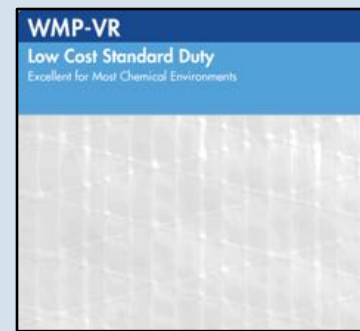 WMP-VR
Low Cost Standard Duty
Excellent for Most Chemical Environments